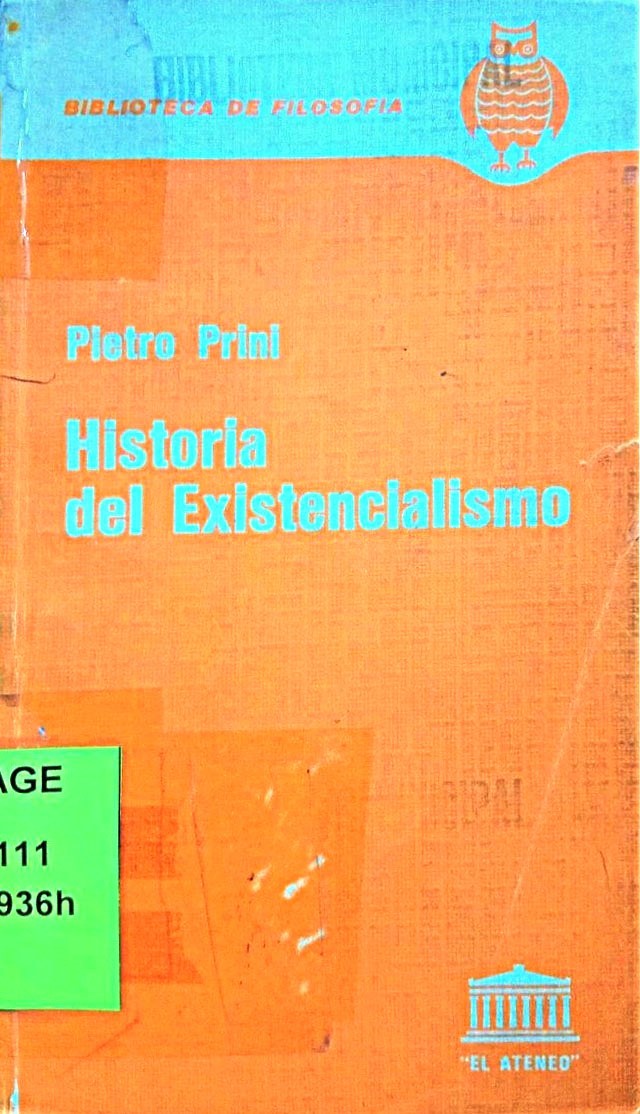 BIBLIOTECA DE FILOSOFIA
Pietro Prini
Historia
del Existencialismo
AGE
111
936h
"EL ATENEO"